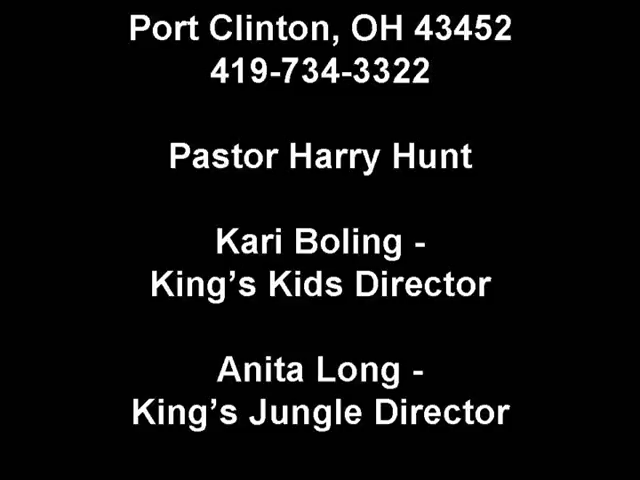 Port Clinton, OH 43452
419-734-3322
Pastor Harry Hunt
Kari Boling -
King’s Kids Director
Anita Long -
King’s Jungle Director